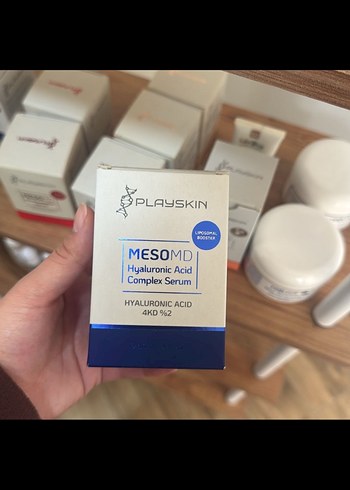 PLAYSKIN
LIPOSOMAL
BOOSTER
MESOMD
Hyaluronic Acid
Complex Serum
HYALURONIC ACID
4KD %2